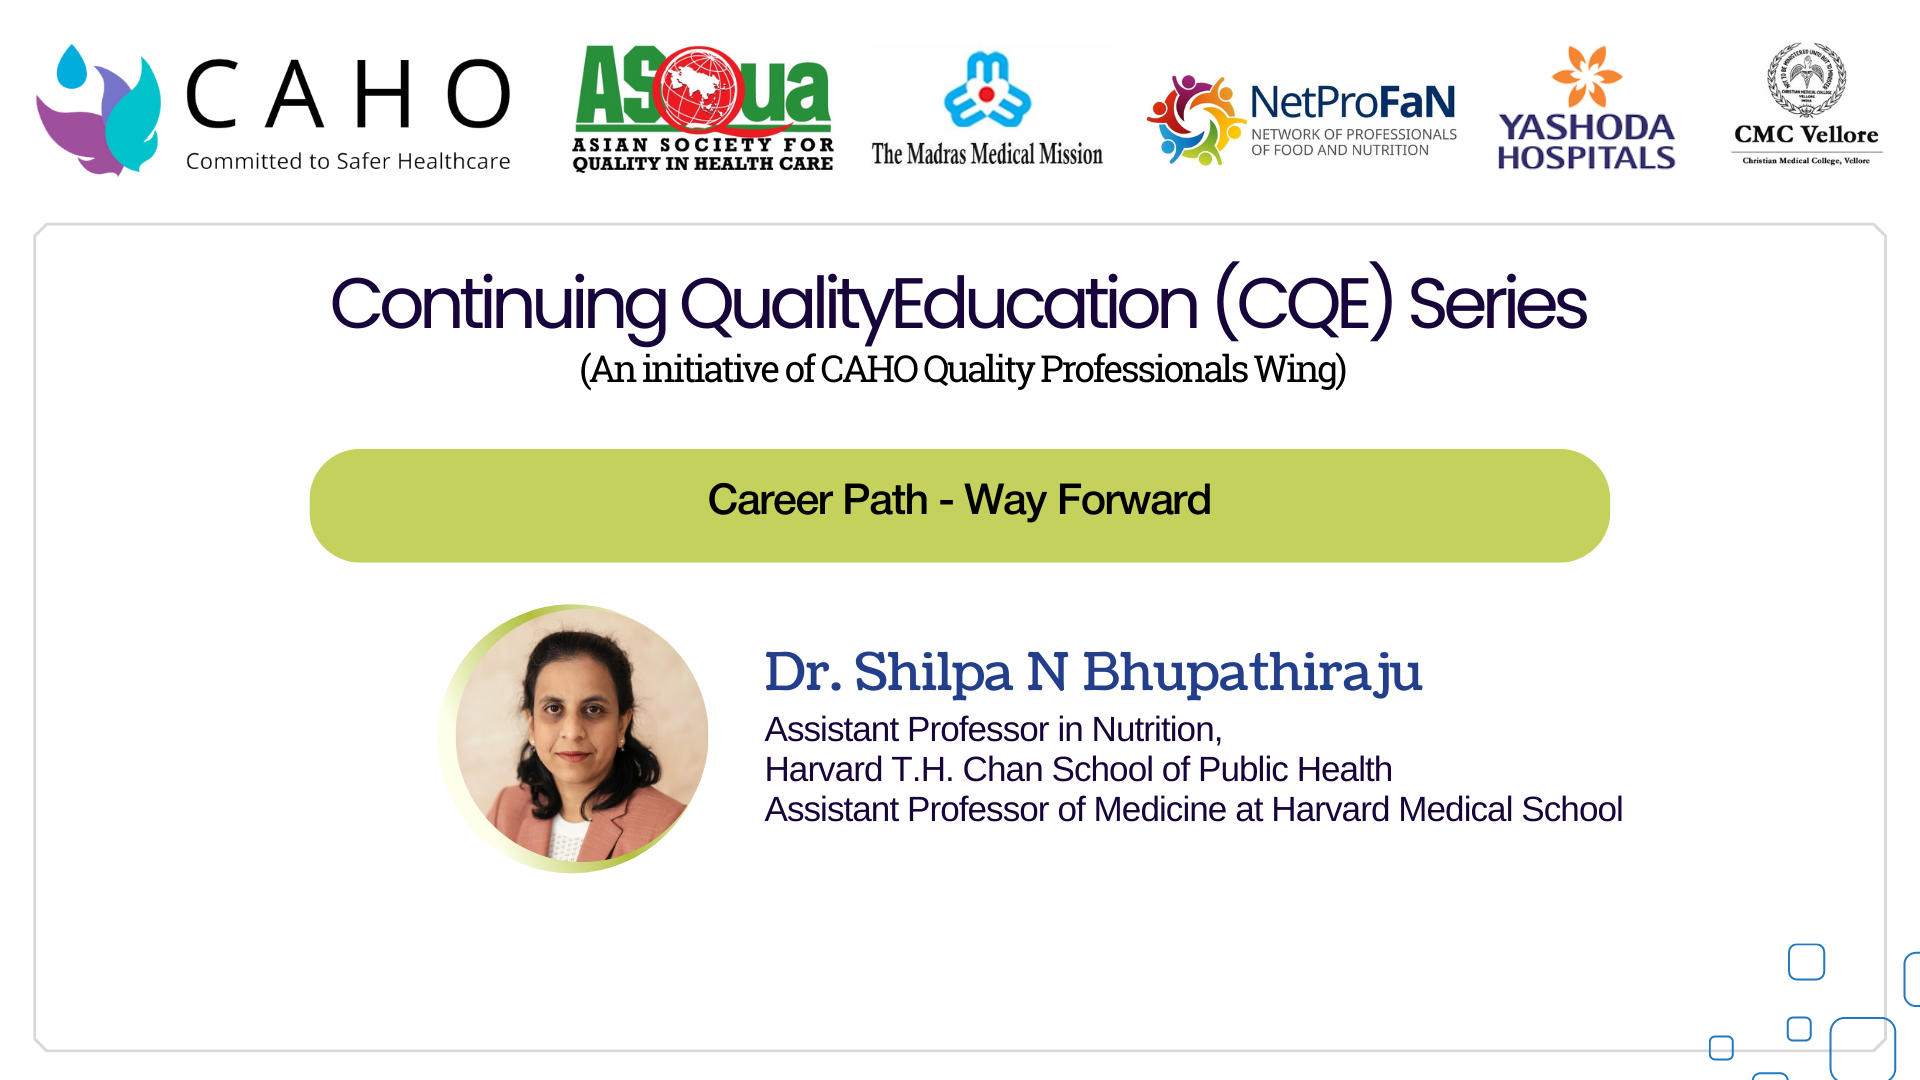 CAHO
Committed to Safer Healthcare
ASQua
ASIAN SOCIETY FOR
QUALITY IN HEALTH CARE
The Madras Medical Mission
NetProFaN
NETWORK OF PROFESSIONALS
OF FOOD AND NUTRITION
YASHODA
HOSPITALS
CMC Vellore
Christian Medical College, Vellore
Continuing QualityEducation (CQE) Series
(An initiative of CAHO Quality Professionals Wing)
Career Path - Way Forward
Dr. Shilpa N Bhupathiraju
Assistant Professor in Nutrition,
Harvard T.H. Chan School of Public Health
Assistant Professor of Medicine at Harvard Medical School